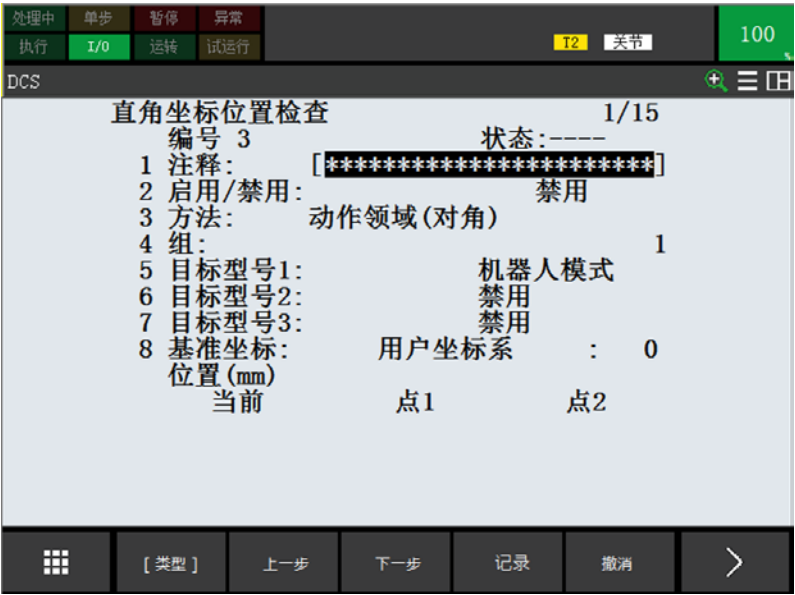 处理中 单步 暂停 异常
执行 I/0 运转 试运行 T2 关节 100
DCS
直角坐标位置检查 1/15
编号 3 状态:----
1 注释: [************************]
2 启用/禁用: 禁用
3 方法: 动作领域(对角)
4 组: 1
5 目标型号1: 机器人模式
6 目标型号2: 禁用
7 目标型号3: 禁用
8 基准坐标: 用户坐标系 : 0
位置(mm)
当前 点1 点2
[ 类型 ] 上一步 下一步 记录 撤消